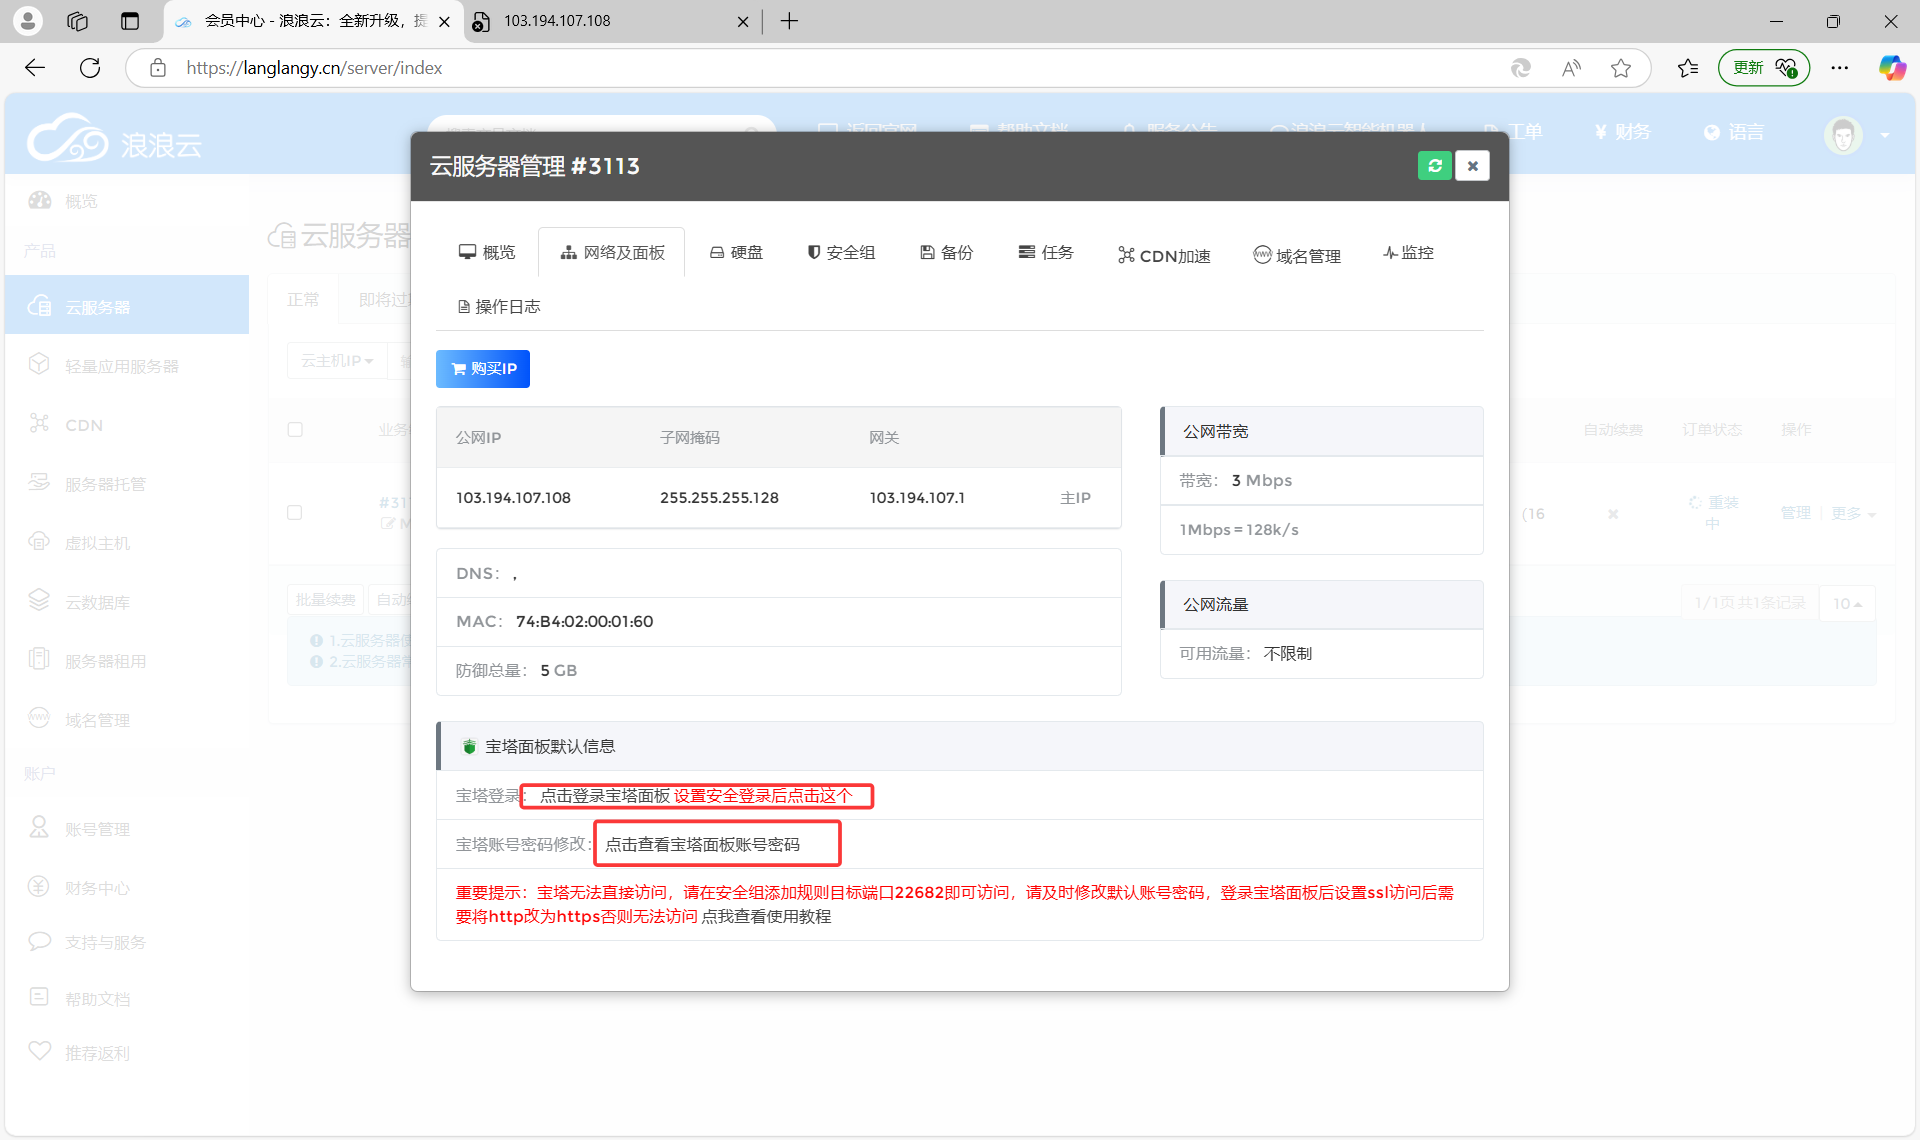 会员中心 - 浪浪云：全新升级，提
103.194.107.108
https://langlangy.cn/server/index
更新
浪浪云
返回官网
帮助文档
服务公告
浪浪云智能机器人
工单
¥ 财务
语言
云服务器管理 #3113
概览
产品
云服务器
轻量应用服务器
CDN
服务器托管
虚拟主机
云数据库
服务器租用
域名管理
账户
账号管理
财务中心
支持与服务
帮助文档
推荐返利
云服务器
正常
即将过
云主机IP
业务
#31
批量续费
自动
1.云服务器
2.云服务器
概览
网络及面板
硬盘
安全组
备份
任务
CDN加速
域名管理
监控
操作日志
购买IP
公网IP 子网掩码 网关
103.194.107.108 255.255.255.128 103.194.107.1 主IP
DNS： ,
MAC： 74:B4:02:00:01:60
防御总量： 5 GB
公网带宽
带宽： 3 Mbps
1Mbps = 128k/s
公网流量
可用流量： 不限制
宝塔面板默认信息
宝塔登录： 点击登录宝塔面板 设置安全登录后点击这个
宝塔账号密码修改： 点击查看宝塔面板账号密码
重要提示：宝塔无法直接访问，请在安全组添加规则目标端口22682即可访问，请及时修改默认账号密码，登录宝塔面板后设置ssl访问后需
要将http改为https否则无法访问 点我查看使用教程
自动续费 订单状态 操作
(16
重装
中
管理 | 更多
1/1页 共1条记录
10